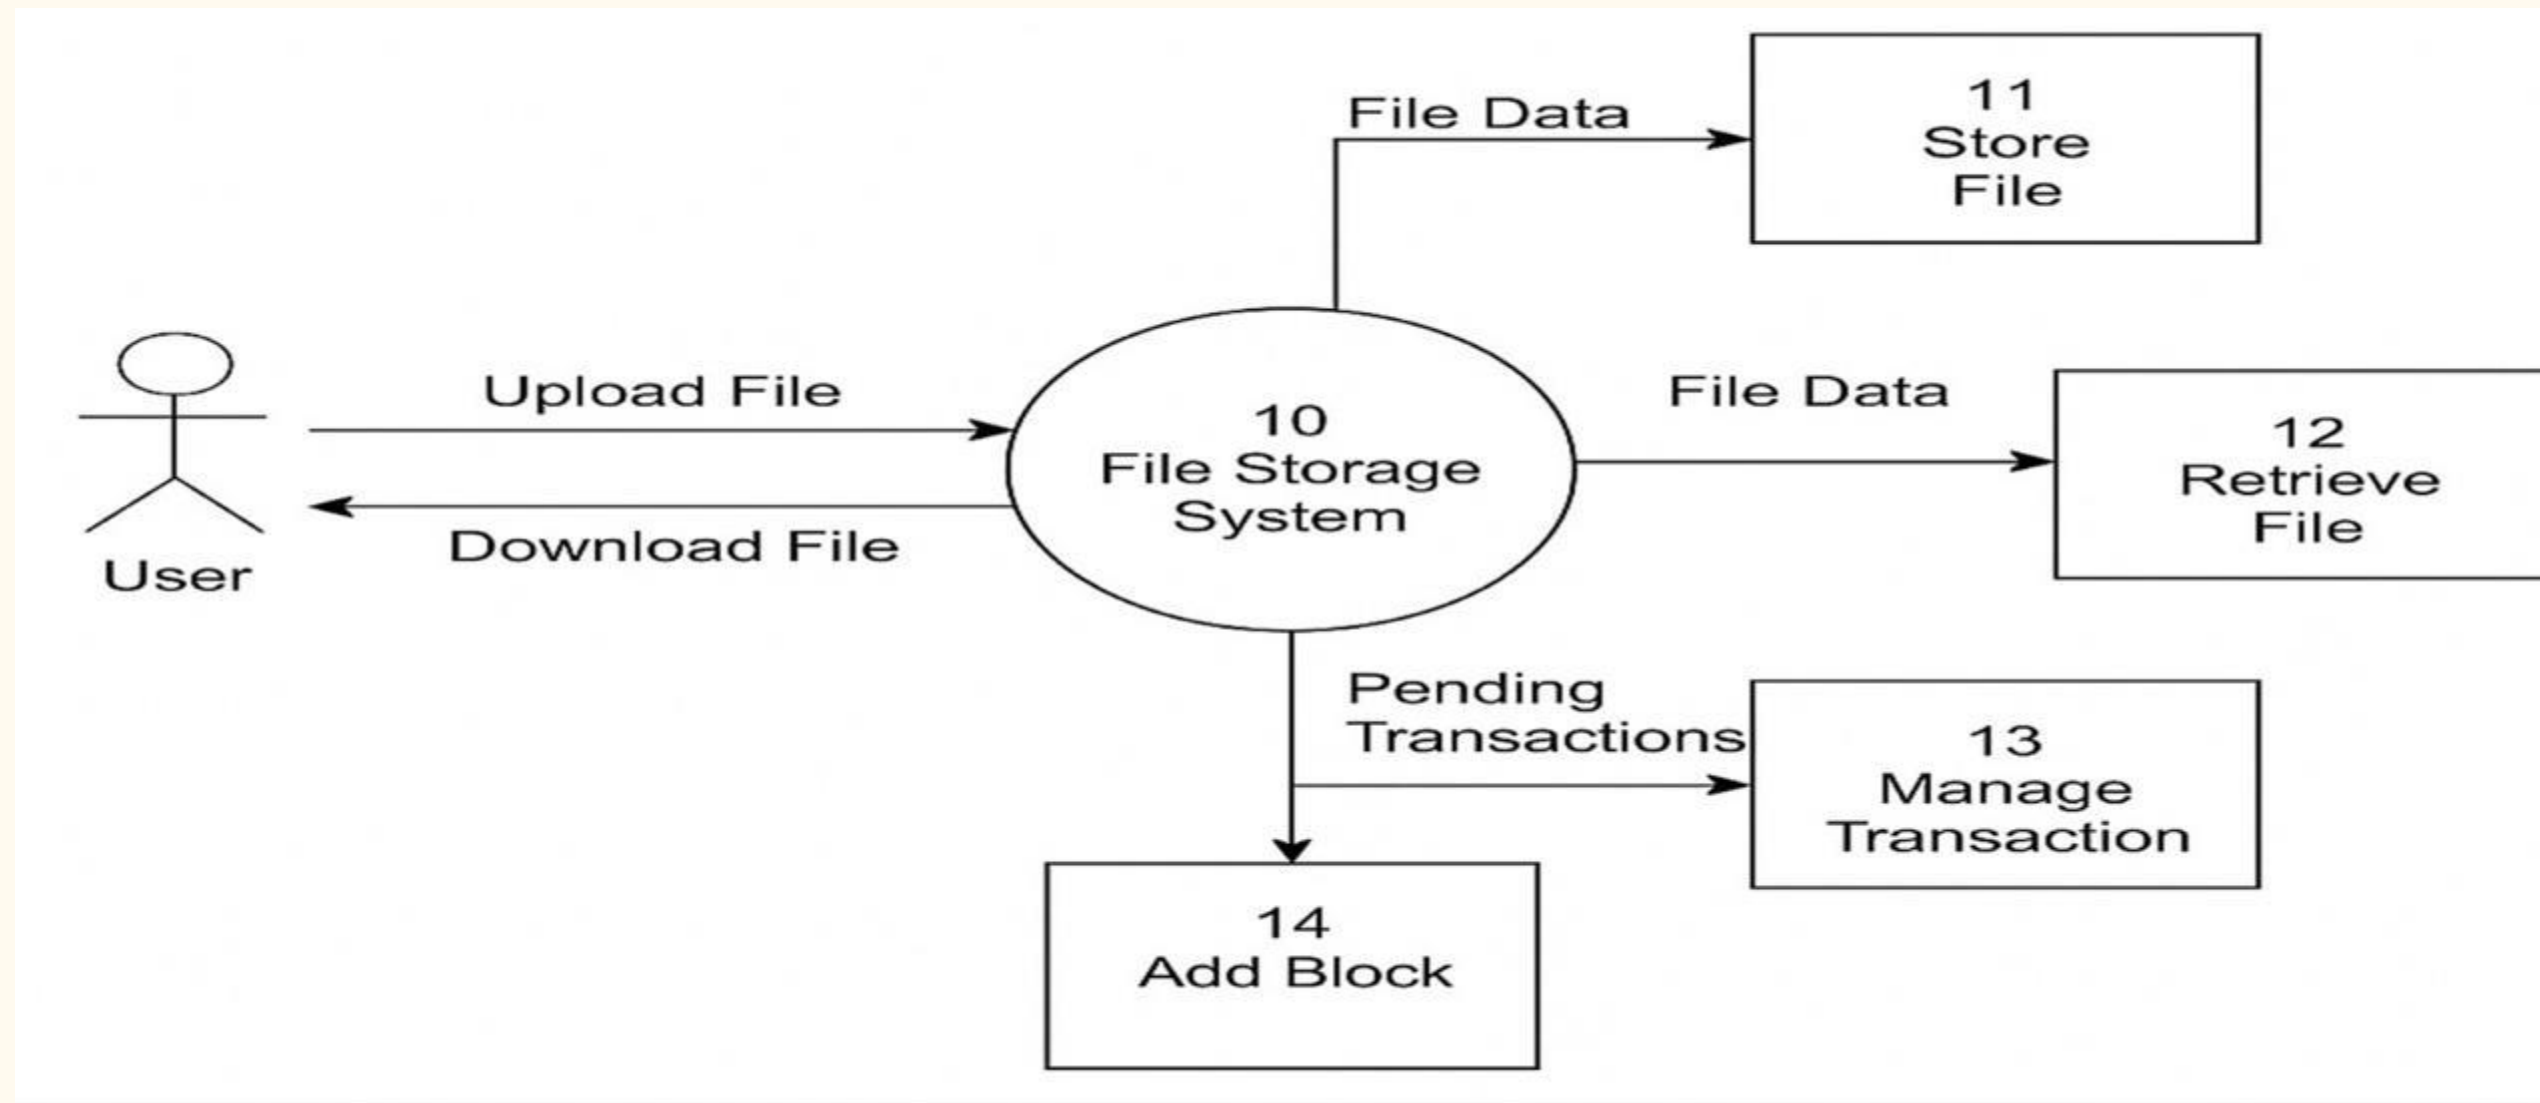 File Data
11
Store
File
Upload File
Download File
User
10
File Storage
System
File Data
12
Retrieve
File
Pending
Transactions
13
Manage
Transaction
14
Add Block